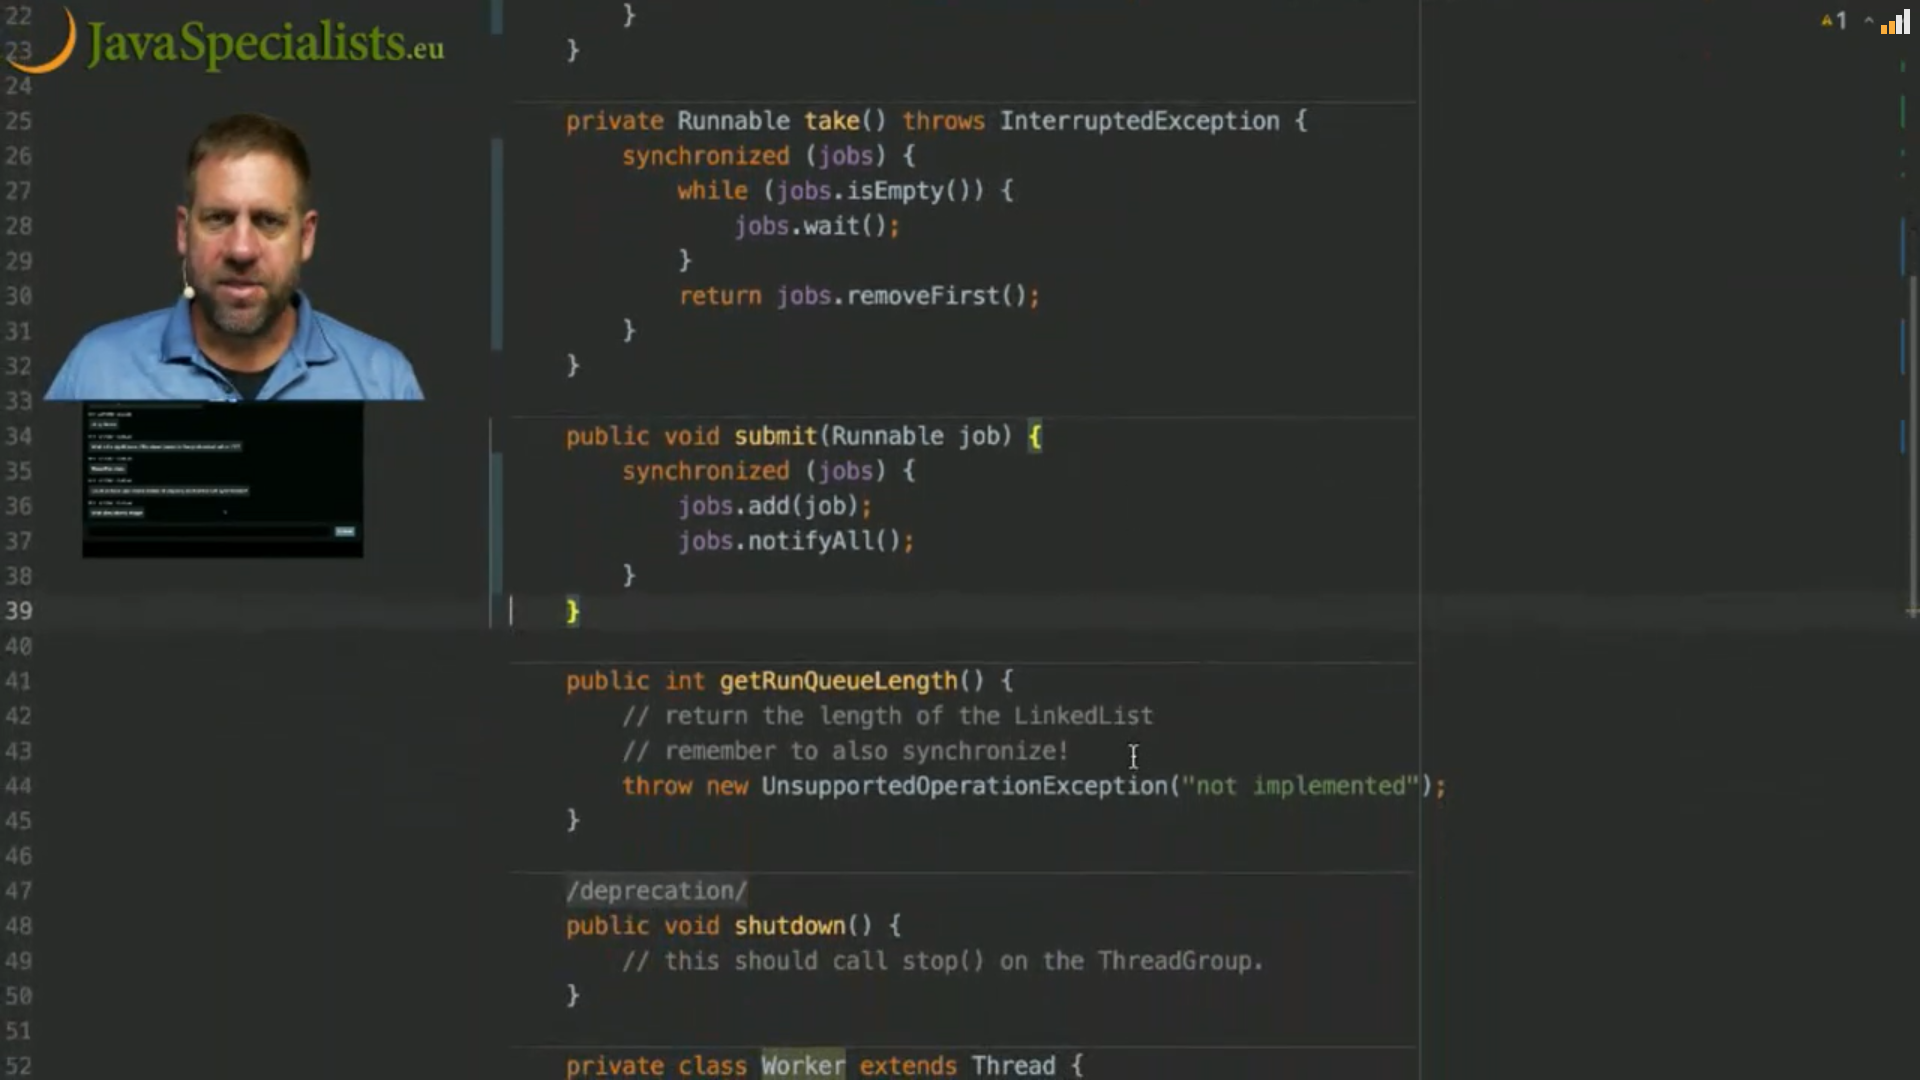 JavaSpecialists.eu
1
22 }
23 }
24
25 private Runnable take() throws InterruptedException {
26 synchronized (jobs) {
27 while (jobs.isEmpty()) {
28 jobs.wait();
29 }
30 return jobs.removeFirst();
31 }
32 }
33
34 public void submit(Runnable job) {
35 synchronized (jobs) {
36 jobs.add(job);
37 jobs.notifyAll();
38 }
39 }
40
41 public int getRunQueueLength() {
42 // return the length of the LinkedList
43 // remember to also synchronize!
44 throw new UnsupportedOperationException("not implemented");
45 }
46
47 /deprecation/
48 public void shutdown() {
49 // this should call stop() on the ThreadGroup.
50 }
51
52 private class Worker extends Thread {